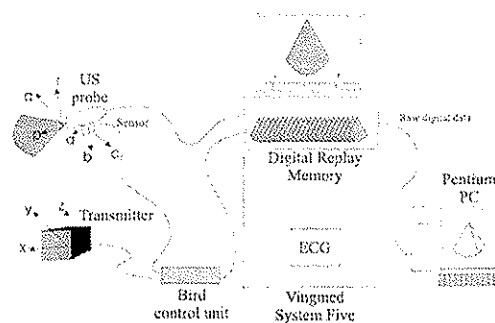 US
probe
Sensor
Raw digital data
a
b
c
Digital Replay
Memory
Pentium
PC
y
z
Transmitter
x
ECG
Bird
control unit
Vingmed
System Five